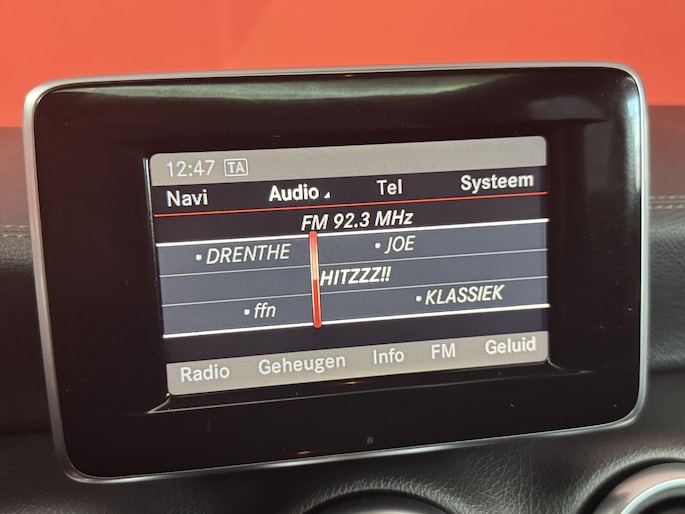 12:47 TA
Navi Audio Tel Systeem
FM 92.3 MHz
• DRENTHE • JOE
HITZZZ!!
• ffn • KLASSIEK
Radio Geheugen Info FM Geluid